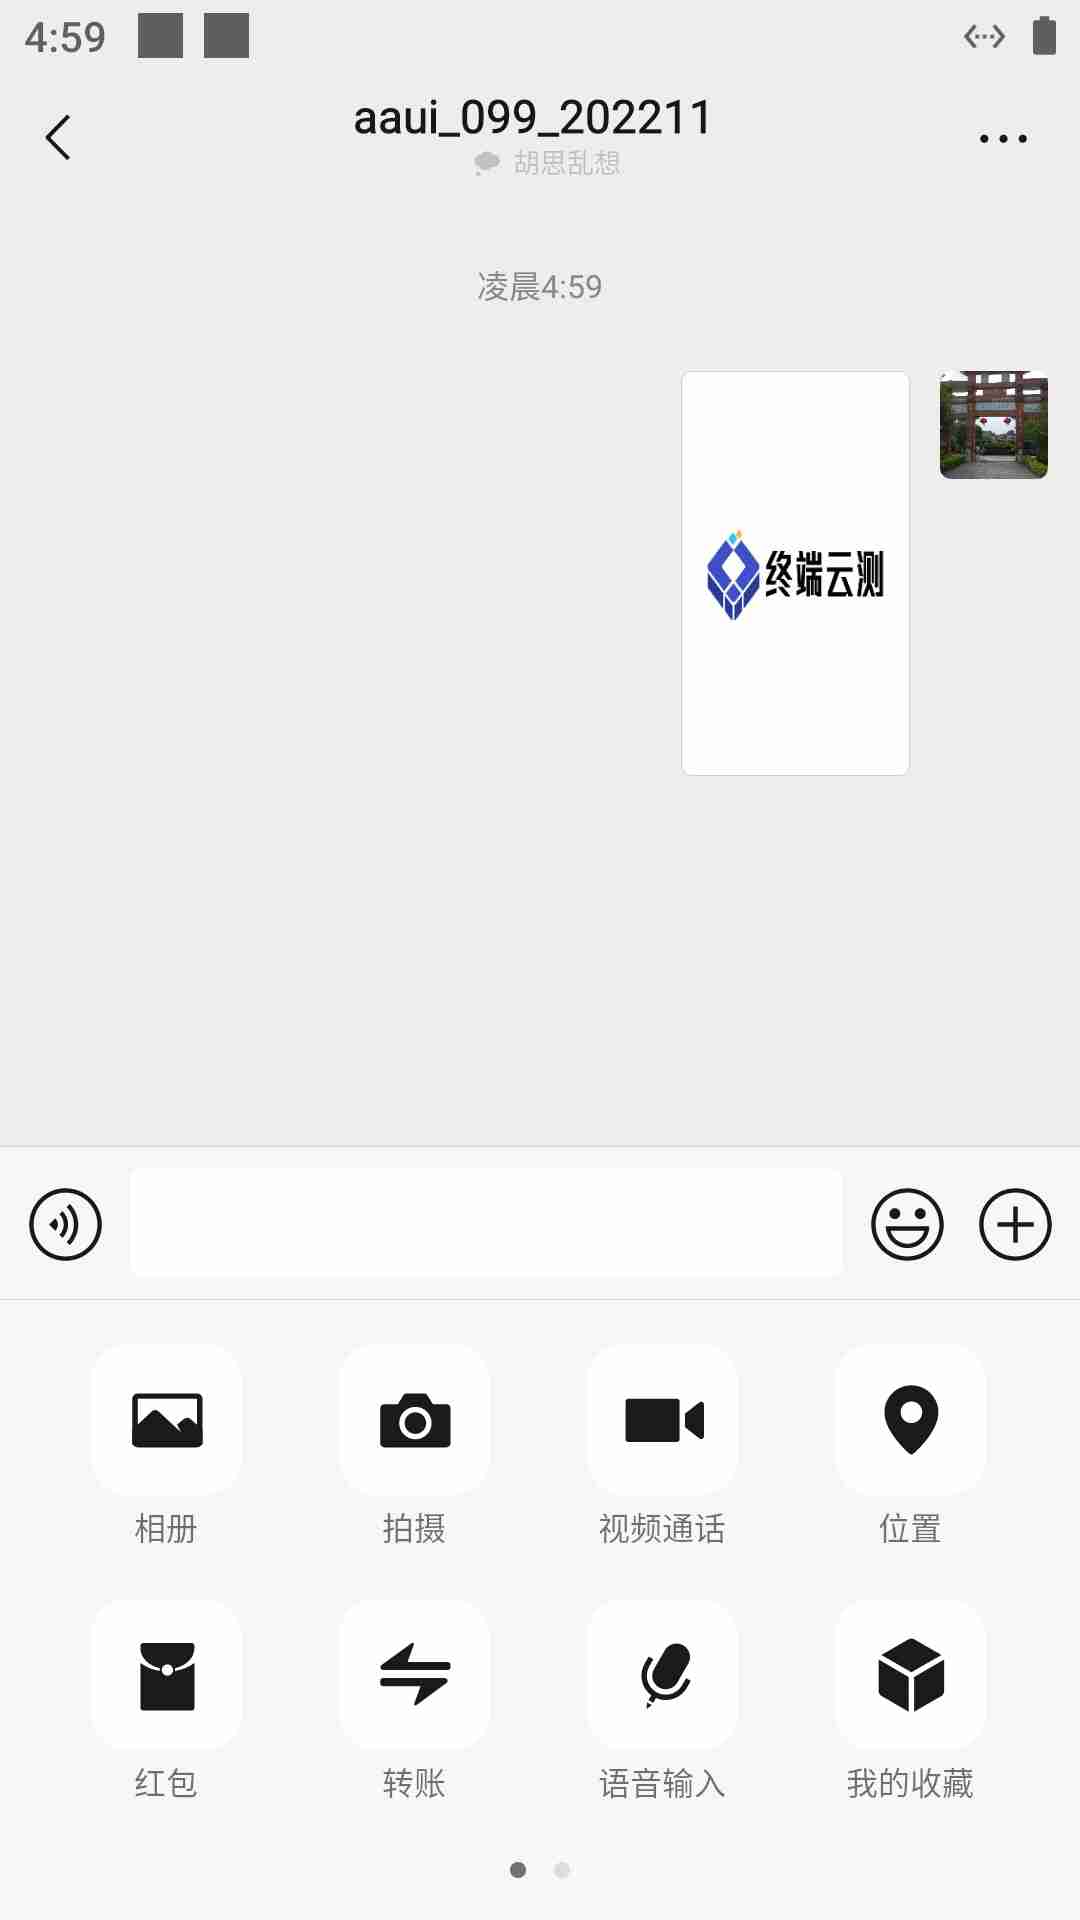 4:59
aaui_099_202211
胡思乱想
凌晨4:59
终端云测
相册
拍摄
视频通话
位置
红包
转账
语音输入
我的收藏